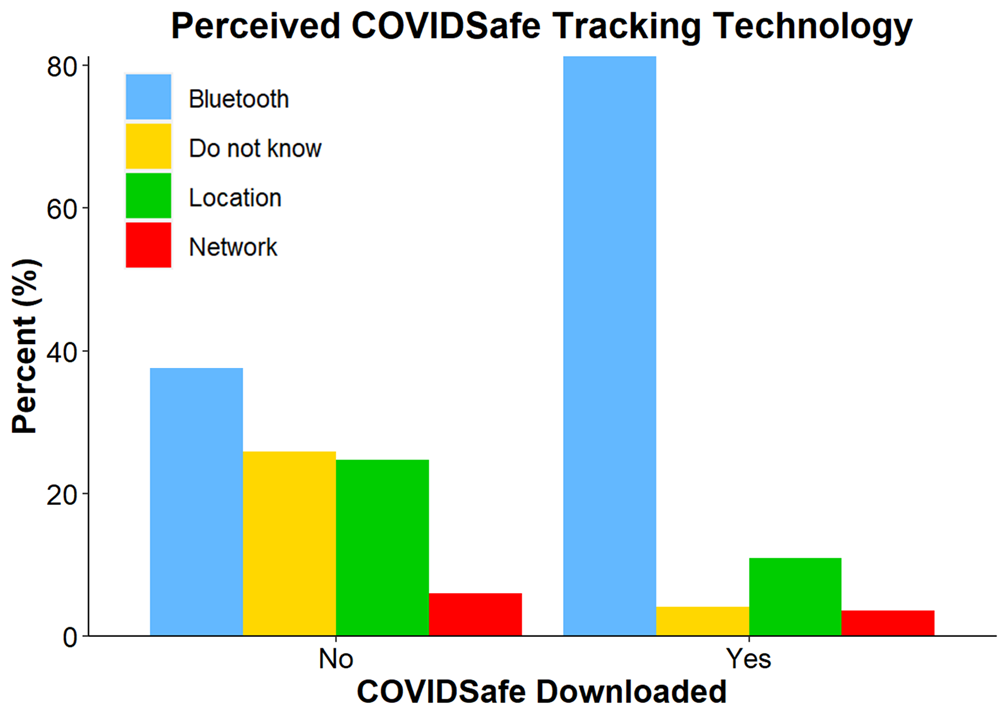 Perceived COVIDSafe Tracking Technology
80
60
40
20
0
Percent (%)
Bluetooth
Do not know
Location
Network
No
Yes
COVIDSafe Downloaded